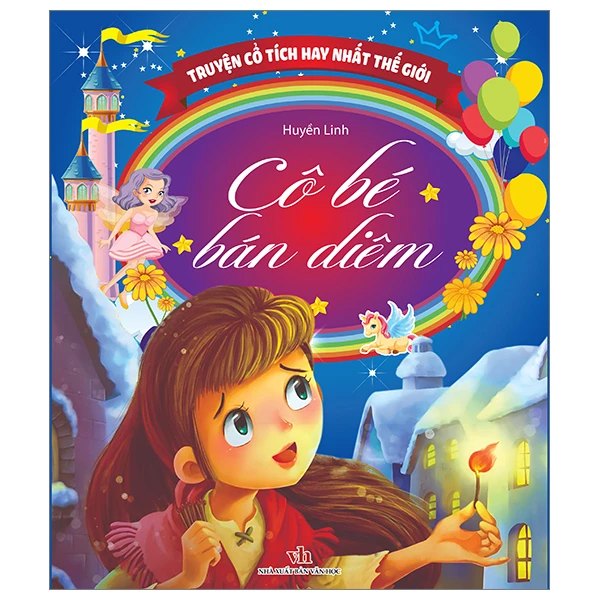 TRUYỆN CỔ TÍCH HAY NHẤT THẾ GIỚI
Huyền Linh
Cô bé
bán diêm
vh
NHÀ XUẤT BẢN VĂN HỌC